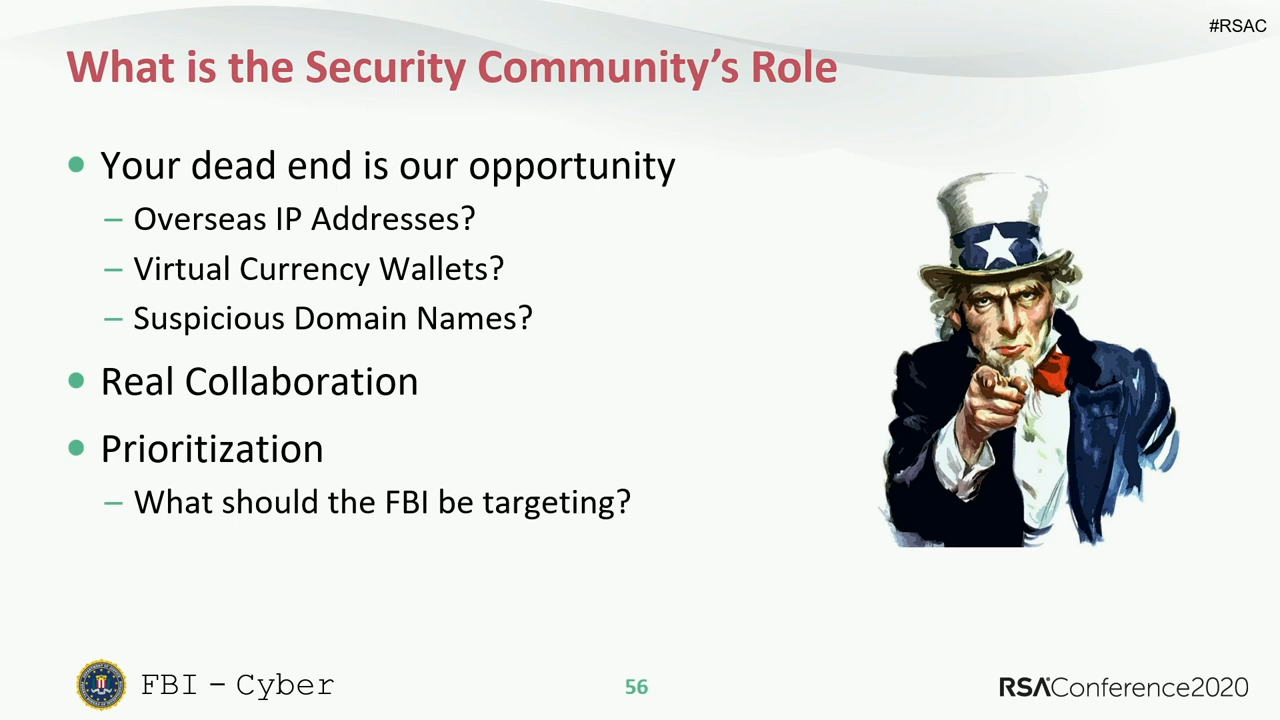 #RSAC
What is the Security Community’s Role
• Your dead end is our opportunity
– Overseas IP Addresses?
– Virtual Currency Wallets?
– Suspicious Domain Names?
• Real Collaboration
• Prioritization
– What should the FBI be targeting?
FBI – Cyber
56
RSAConference2020